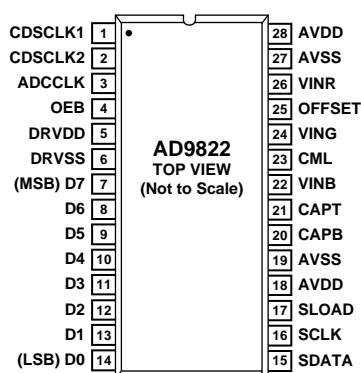 CDSCLK1 1
CDSCLK2 2
ADCCLK 3
OEB 4
DRVDD 5
DRVSS 6
(MSB) D7 7
D6 8
D5 9
D4 10
D3 11
D2 12
D1 13
(LSB) D0 14
AD9822
TOP VIEW
(Not to Scale)
28 AVDD
27 AVSS
26 VINR
25 OFFSET
24 VING
23 CML
22 VINB
21 CAPT
20 CAPB
19 AVSS
18 AVDD
17 SLOAD
16 SCLK
15 SDATA